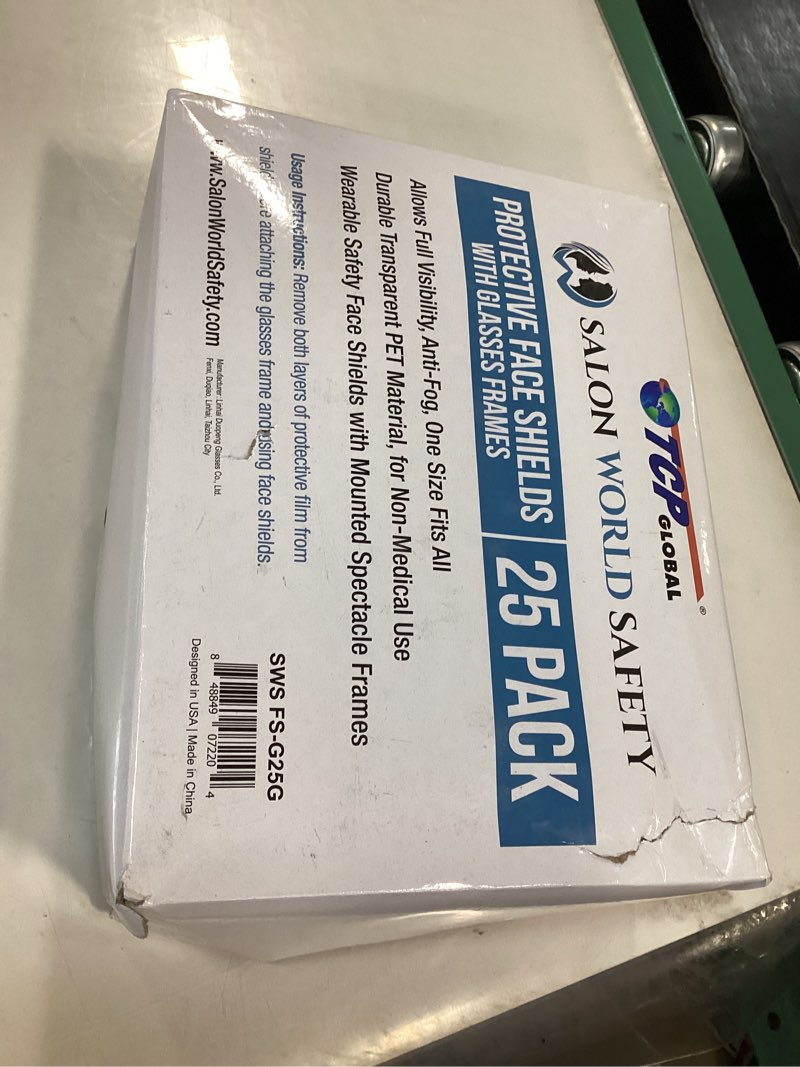 TCP
GLOBAL
®
SALON WORLD SAFETY
PROTECTIVE FACE SHIELDS
WITH GLASSES FRAMES
25 PACK
Allows Full Visibility, Anti-Fog, One Size Fits All
Durable Transparent PET Material, for Non-Medical Use
Wearable Safety Face Shields with Mounted Spectacle Frames
Usage Instructions: Remove both layers of protective film from
attaching the glasses frame and using face shields.
www.SalonWorldSafety.com
Manufacturer: Linhai Duopeng Glasses Co., Ltd.
Fenxi, Duqiao, Linhai, Taizhou City
SWS FS-G25G
8 48849 07220 4
Designed in USA | Made in China